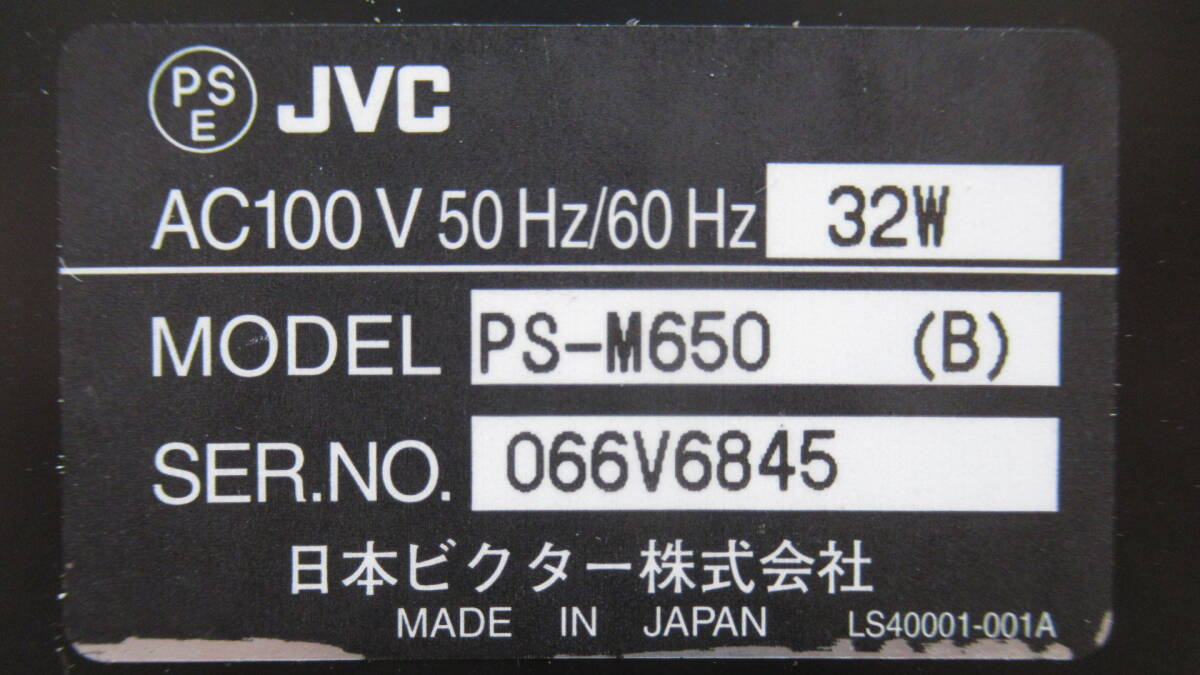 PS E JVC
AC100 V 50 Hz/60 Hz 32W
MODEL PS-M650 (B)
SER.NO. 066V6845
日本ビクター株式会社
MADE IN JAPAN LS40001-001A